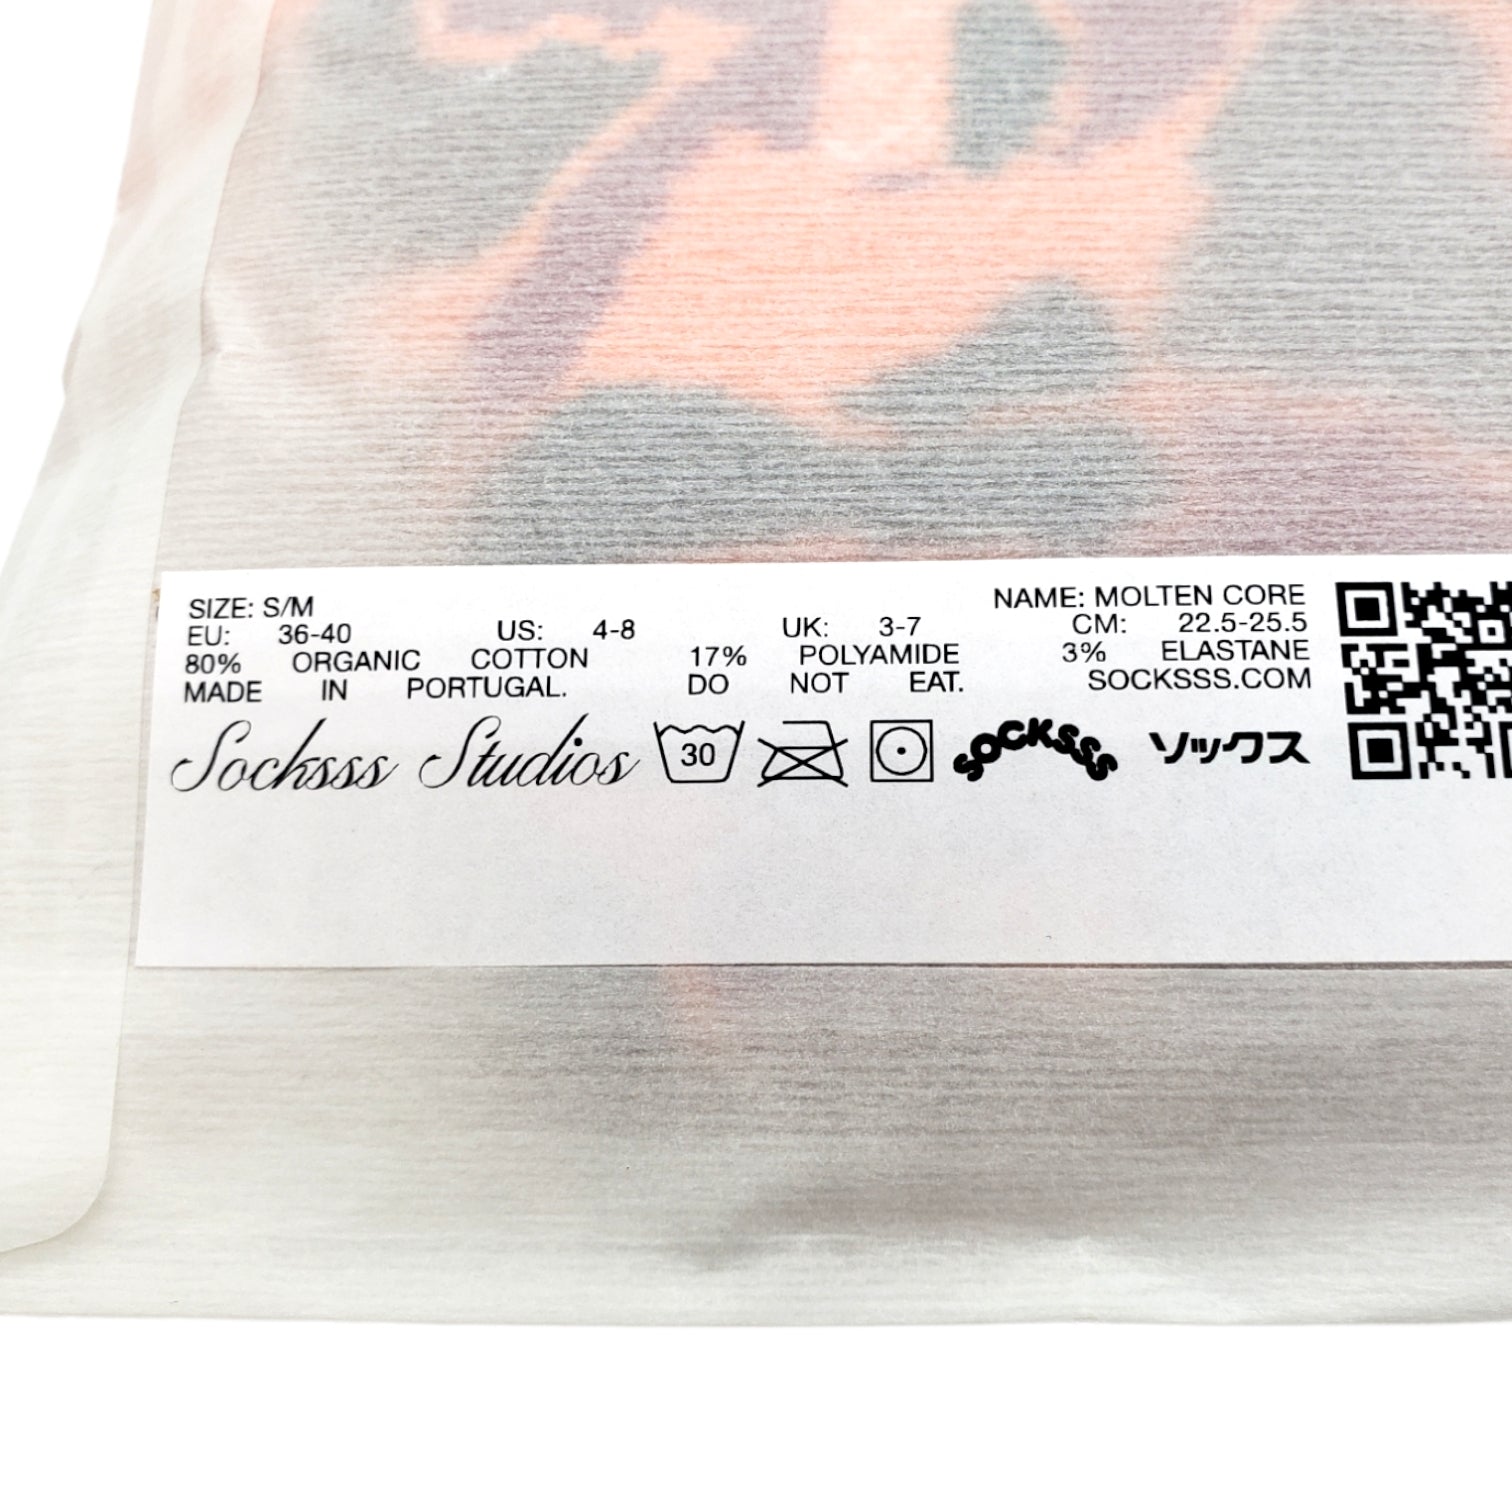 SIZE: S/M NAME: MOLTEN CORE
EU: 36-40 US: 4-8 UK: 3-7 CM: 22.5-25.5
80% ORGANIC COTTON 17% POLYAMIDE 3% ELASTANE
MADE IN PORTUGAL. DO NOT EAT. SOCKSSS.COM
Socksss Studios 30 SOCKSSS ソックス